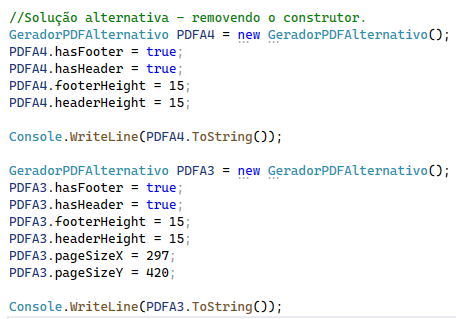 //Solução alternativa - removendo o construtor.
GeradorPDFAlternativo PDFA4 = new GeradorPDFAlternativo();
PDFA4.hasFooter = true;
PDFA4.hasHeader = true;
PDFA4.footerHeight = 15;
PDFA4.headerHeight = 15;
Console.WriteLine(PDFA4.ToString());
GeradorPDFAlternativo PDFA3 = new GeradorPDFAlternativo();
PDFA3.hasFooter = true;
PDFA3.hasHeader = true;
PDFA3.footerHeight = 15;
PDFA3.headerHeight = 15;
PDFA3.pageSizeX = 297;
PDFA3.pageSizeY = 420;
Console.WriteLine(PDFA3.ToString());